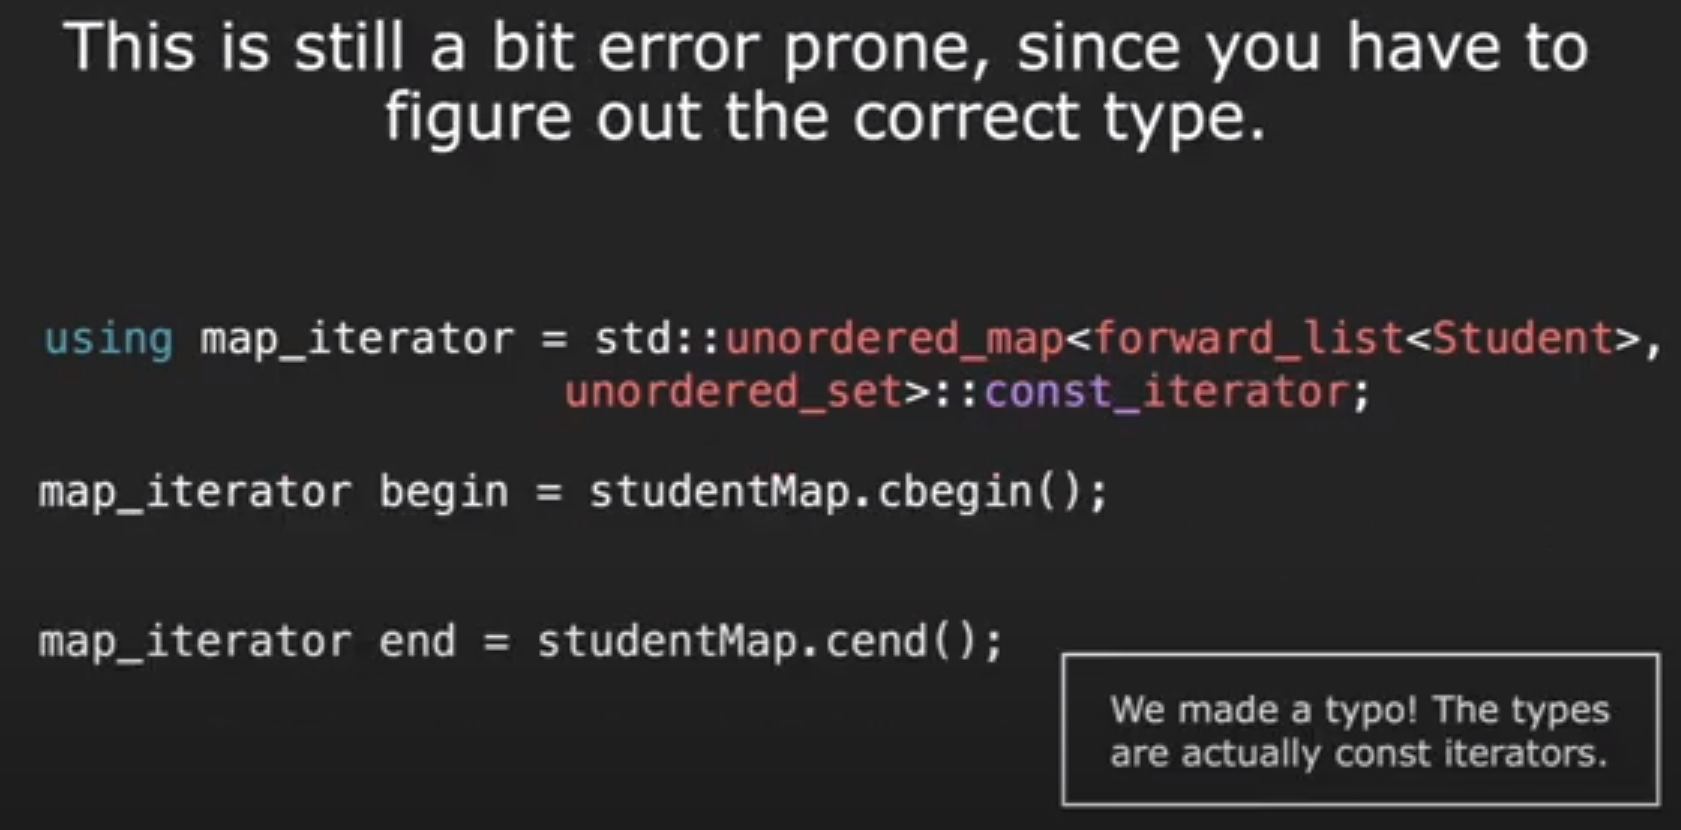 This is still a bit error prone, since you have to
figure out the correct type.
using map_iterator = std::unordered_map<forward_list<Student>,
unordered_set>::const_iterator;
map_iterator begin = studentMap.cbegin();
map_iterator end = studentMap.cend();
We made a typo! The types
are actually const iterators.